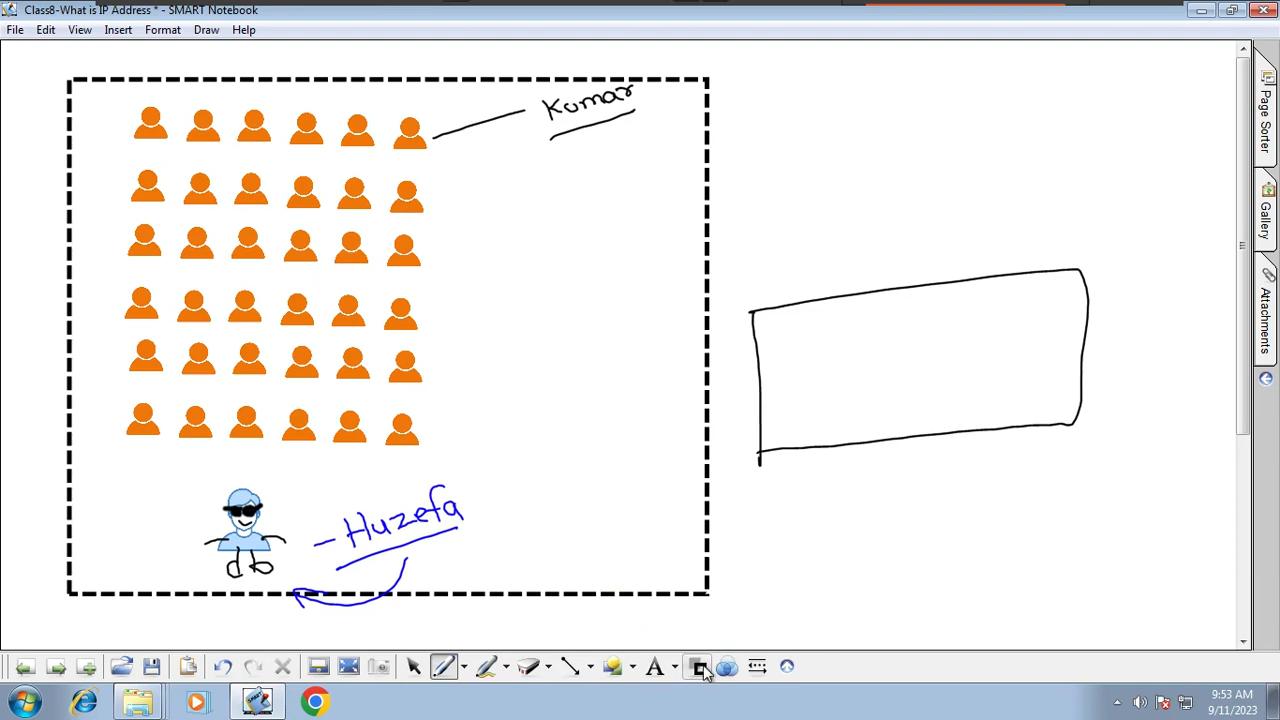 Class8-What is IP Address * - SMART Notebook
File Edit View Insert Format Draw Help
Kumar
- Huzefa
Page Sorter
Gallery
Attachments
A
9:53 AM
9/11/2023